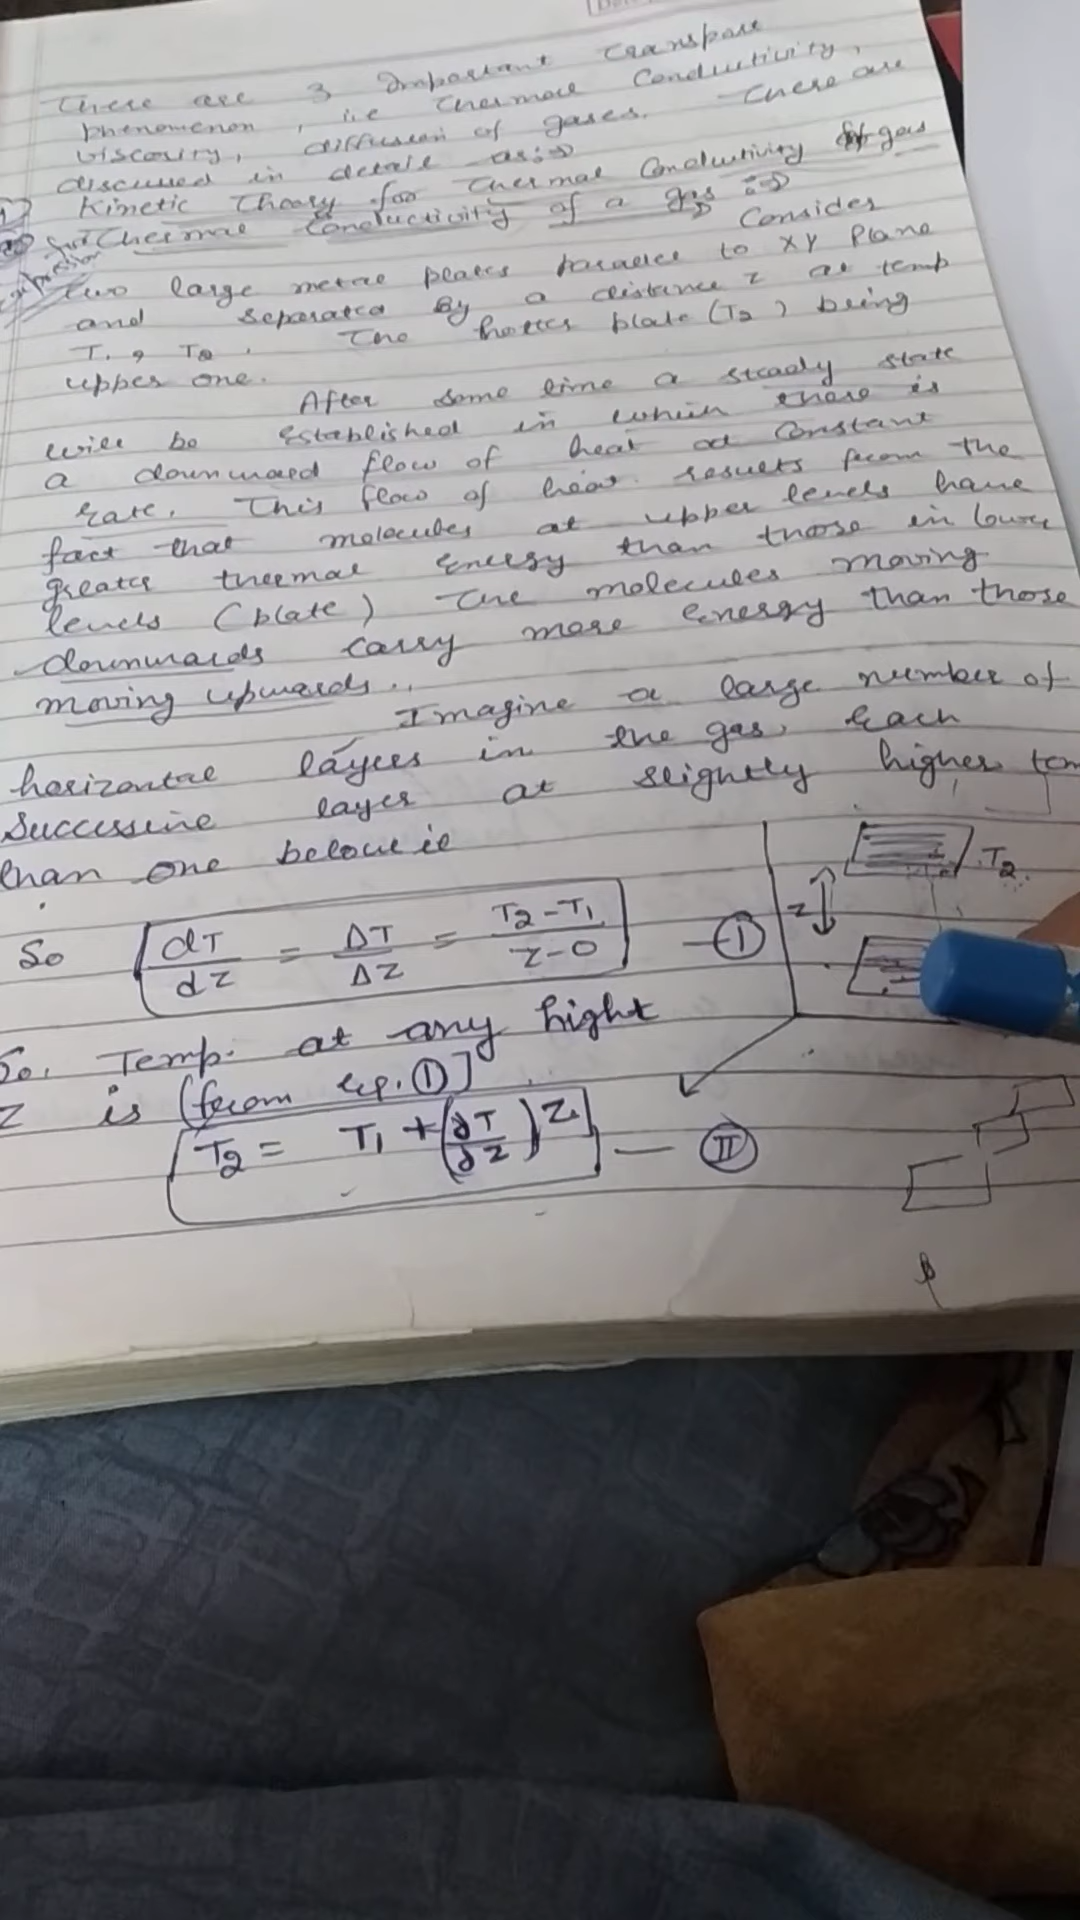 There are 3 Important Transport
phenomenon, i.e Thermal Conductivity,
viscosity, diffusion of gases. These are
discussed in detail as:⇒
Kinetic Theory for Thermal Conductivity of gas
Thermal Conductivity of a gas :⇒
Consider
Two large metal plates parallel to XY Plane
and separated By a distance z at temp
T1, T2. The hotter plate (T2) being
upper one.
After some time a steady state
will be established in which there is
a downward flow of heat at constant
rate. This flow of heat results from the
fact that molecules at upper levels have
greater thermal energy than those in lower
levels (plate) The molecules moving
downwards carry more energy than those
moving upwards..
Imagine a large number of
horizontal layers in the gas, Each
Successive layer at slightly higher tem
than one below it
T2.
z
So dT/dz = ΔT/Δz = T2-T1/z-0 — (I)
So, Temp. at any hight
z is [from eq. (1)]
T2 = T1 + (∂T/∂z) z. — (II)